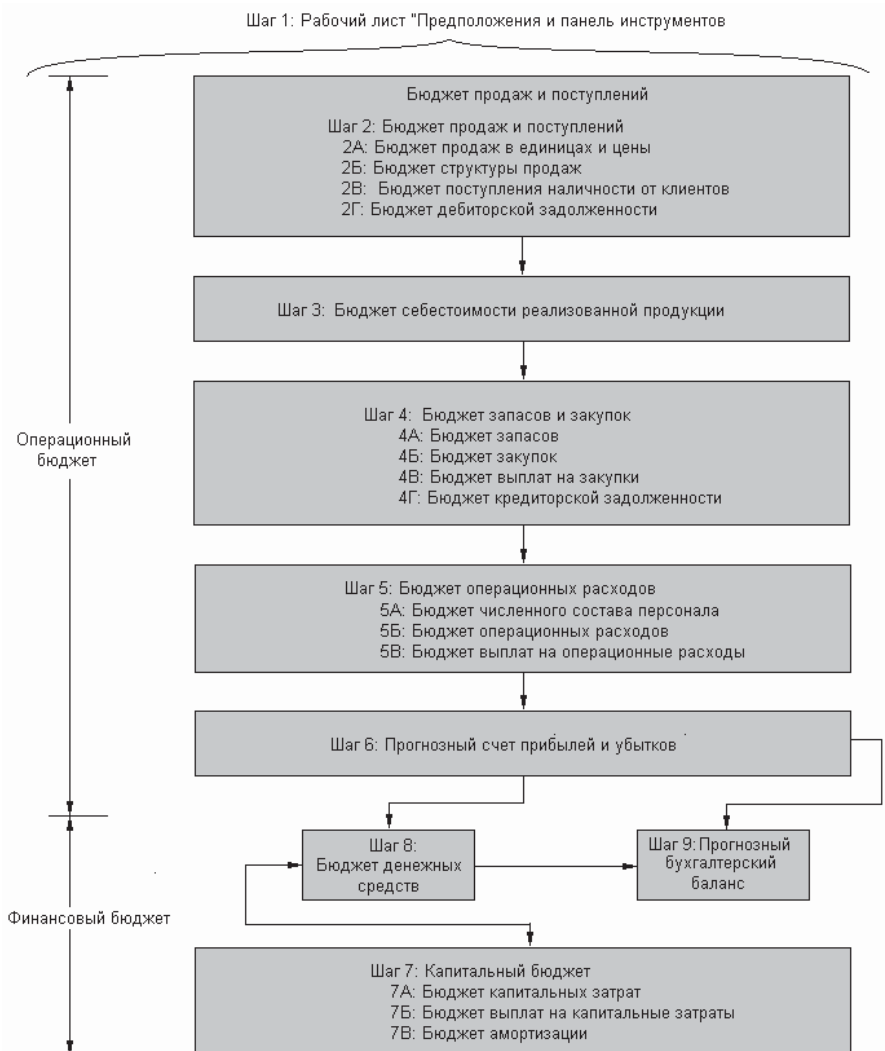 Шаг 1: Рабочий лист "Предположения и панель инструментов
Бюджет продаж и поступлений
Шаг 2: Бюджет продаж и поступлений
2А: Бюджет продаж в единицах и цены
2Б: Бюджет структуры продаж
2В: Бюджет поступления наличности от клиентов
2Г: Бюджет дебиторской задолженности
Шаг 3: Бюджет себестоимости реализованной продукции
Шаг 4: Бюджет запасов и закупок
4А: Бюджет запасов
4Б: Бюджет закупок
4В: Бюджет выплат на закупки
4Г: Бюджет кредиторской задолженности
Операционный
бюджет
Шаг 5: Бюджет операционных расходов
5А: Бюджет численного состава персонала
5Б: Бюджет операционных расходов
5В: Бюджет выплат на операционные расходы
Шаг 6: Прогнозный счет прибылей и убытков
Шаг 8:
Бюджет денежных
средств
Шаг 9: Прогнозный
бухгалтерский
баланс
Финансовый бюджет
Шаг 7: Капитальный бюджет
7А: Бюджет капитальных затрат
7Б: Бюджет выплат на капитальные затраты
7В: Бюджет амортизации